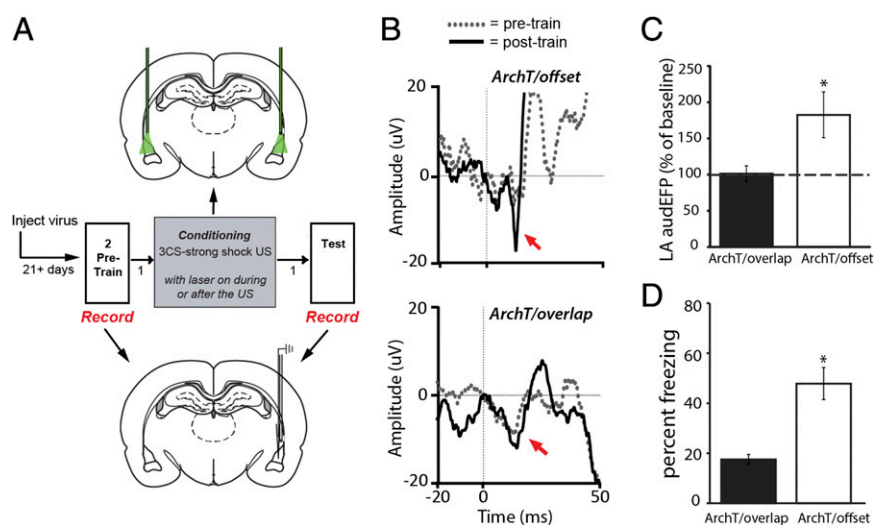 A
Inject virus
21+ days
2
Pre-
Train
1
Conditioning
3CS-strong shock US
with laser on during
or after the US
1
Test
Record
Record
B
= pre-train
= post-train
ArchT/offset
20
0
-20
Amplitude (uV)
ArchT/overlap
20
0
20
Amplitude (uV)
-20
0
50
Time (ms)
C
LA audEFP (% of baseline)
250
200
150
100
50
0
*
ArchT/overlap
ArchT/offset
D
percent freezing
80
60
40
20
0
*
ArchT/overlap
ArchT/offset